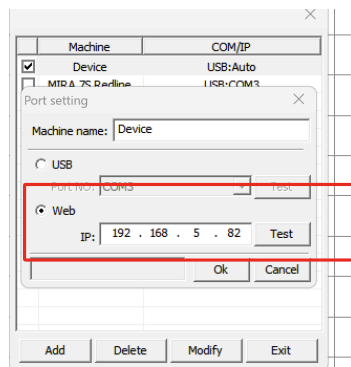 Machine COM/IP
Device USB:Auto
MIRA 7S Redline USB:COM3
Port setting
Machine name: Device
USB
Port NO: COM3 Test
Web
IP: 192 . 168 . 5 . 82 Test
Ok Cancel
Add Delete Modify Exit